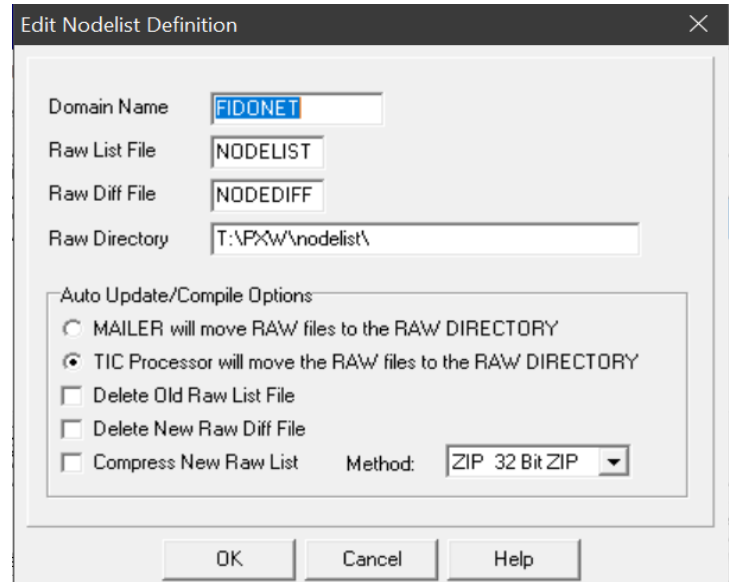 Edit Nodelist Definition
Domain Name FIDONET
Raw List File NODELIST
Raw Diff File NODEDIFF
Raw Directory T:\PXW\nodelist\
Auto Update/Compile Options
MAILER will move RAW files to the RAW DIRECTORY
TIC Processor will move the RAW files to the RAW DIRECTORY
Delete Old Raw List File
Delete New Raw Diff File
Compress New Raw List Method: ZIP 32 Bit ZIP
OK Cancel Help